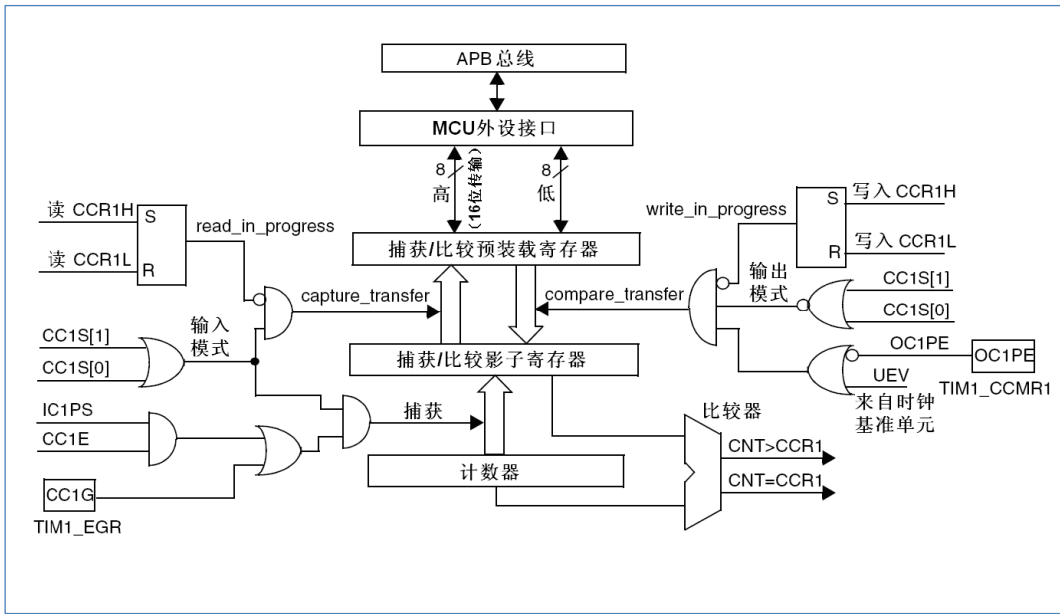 APB总线
MCU外设接口
8
高
(16位传输)
8
低
读 CCR1H
S
read_in_progress
读 CCR1L
R
write_in_progress
S
写入 CCR1H
R
写入 CCR1L
捕获/比较预装载寄存器
capture_transfer
compare_transfer
输出
模式
CC1S[1]
CC1S[0]
CC1S[1]
CC1S[0]
输入
模式
捕获/比较影子寄存器
OC1PE
OC1PE
UEV
TIM1_CCMR1
来自时钟
基准单元
IC1PS
CC1E
捕获
比较器
CNT>CCR1
CNT=CCR1
计数器
CC1G
TIM1_EGR